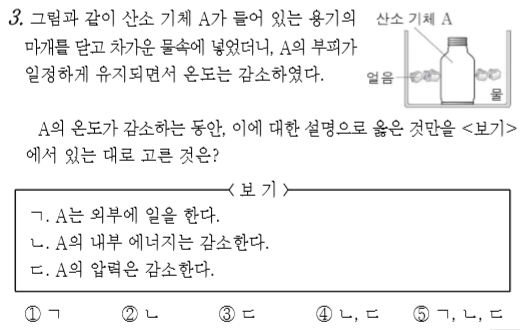 3. 그림과 같이 산소 기체 A가 들어 있는 용기의
마개를 닫고 차가운 물속에 넣었더니, A의 부피가
일정하게 유지되면서 온도는 감소하였다.
산소 기체 A
얼음
물
A의 온도가 감소하는 동안, 이에 대한 설명으로 옳은 것만을 <보기>
에서 있는 대로 고른 것은?
<보 기>
ㄱ. A는 외부에 일을 한다.
ㄴ. A의 내부 에너지는 감소한다.
ㄷ. A의 압력은 감소한다.
① ㄱ ② ㄴ ③ ㄷ ④ ㄴ, ㄷ ⑤ ㄱ, ㄴ, ㄷ